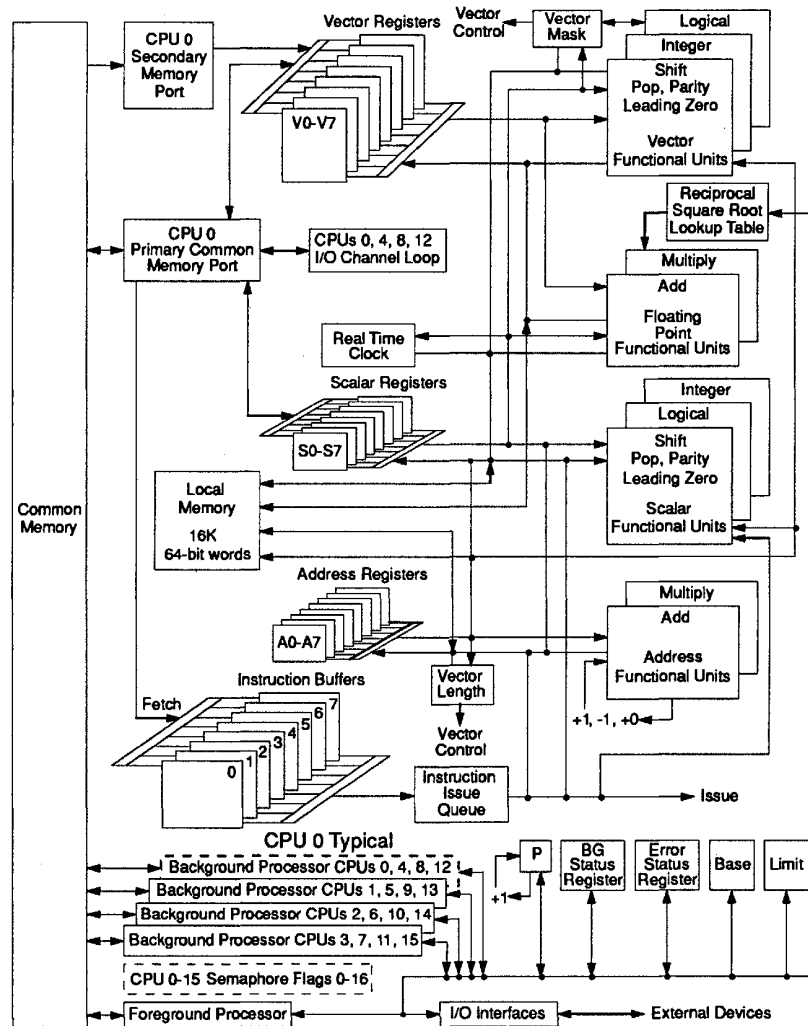 Common
Memory
CPU 0
Secondary
Memory
Port
Vector Registers
V0-V7
Vector
Control
Vector
Mask
Logical
Integer
Shift
Pop, Parity
Leading Zero
Vector
Functional Units
CPU 0
Primary Common
Memory Port
CPUs 0, 4, 8, 12
I/O Channel Loop
Reciprocal
Square Root
Lookup Table
Multiply
Add
Floating
Point
Functional Units
Real Time
Clock
Scalar Registers
S0-S7
Integer
Logical
Shift
Pop, Parity
Leading Zero
Scalar
Functional Units
Local
Memory
16K
64-bit words
Address Registers
A0-A7
Multiply
Add
Address
Functional Units
+1, -1, +0
Vector
Length
Vector
Control
Instruction Buffers
Fetch
0
1
2
3
4
5
6
7
Instruction
Issue
Queue
Issue
CPU 0 Typical
Background Processor CPUs 0, 4, 8, 12
Background Processor CPUs 1, 5, 9, 13
Background Processor CPUs 2, 6, 10, 14
Background Processor CPUs 3, 7, 11, 15
CPU 0-15 Semaphore Flags 0-16
P
+1
BG
Status
Register
Error
Status
Register
Base
Limit
Foreground Processor
I/O Interfaces
External Devices